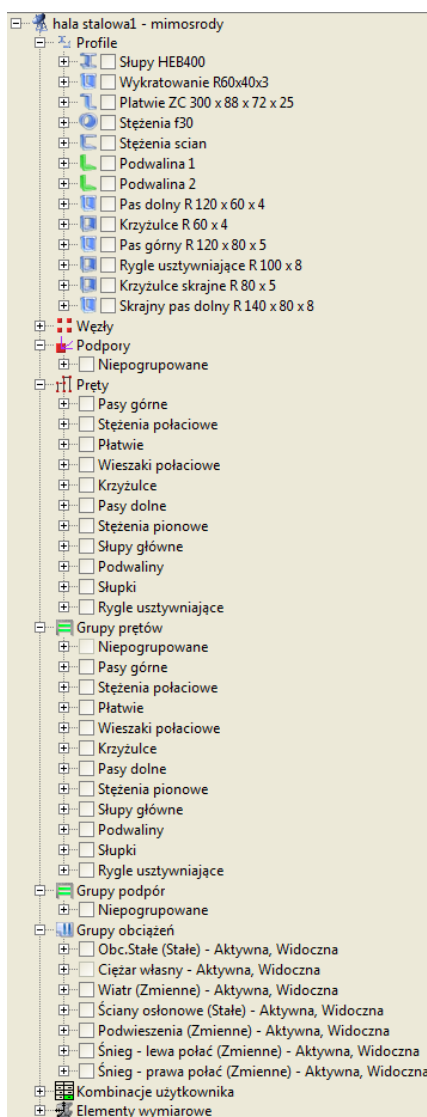 hala stalowa1 - mimosrody
Profile
Słupy HEB400
Wykratowanie R60x40x3
Platwie ZC 300 x 88 x 72 x 25
Stężenia f30
Stężenia scian
Podwalina 1
Podwalina 2
Pas dolny R 120 x 60 x 4
Krzyżulce R 60 x 4
Pas górny R 120 x 80 x 5
Rygle usztywniające R 100 x 8
Krzyżulce skrajne R 80 x 5
Skrajny pas dolny R 140 x 80 x 8
Węzły
Podpory
Niepogrupowane
Pręty
Pasy górne
Stężenia połaciowe
Płatwie
Wieszaki połaciowe
Krzyżulce
Pasy dolne
Stężenia pionowe
Słupy główne
Podwaliny
Słupki
Rygle usztywniające
Grupy prętów
Niepogrupowane
Pasy górne
Stężenia połaciowe
Płatwie
Wieszaki połaciowe
Krzyżulce
Pasy dolne
Stężenia pionowe
Słupy główne
Podwaliny
Słupki
Rygle usztywniające
Grupy podpór
Niepogrupowane
Grupy obciążeń
Obc.Stałe (Stałe) - Aktywna, Widoczna
Ciężar własny - Aktywna, Widoczna
Wiatr (Zmienne) - Aktywna, Widoczna
Ściany osłonowe (Stałe) - Aktywna, Widoczna
Podwieszenia (Zmienne) - Aktywna, Widoczna
Śnieg - lewa połać (Zmienne) - Aktywna, Widoczna
Śnieg - prawa połać (Zmienne) - Aktywna, Widoczna
Kombinacje użytkownika
Elementy wymiarowe